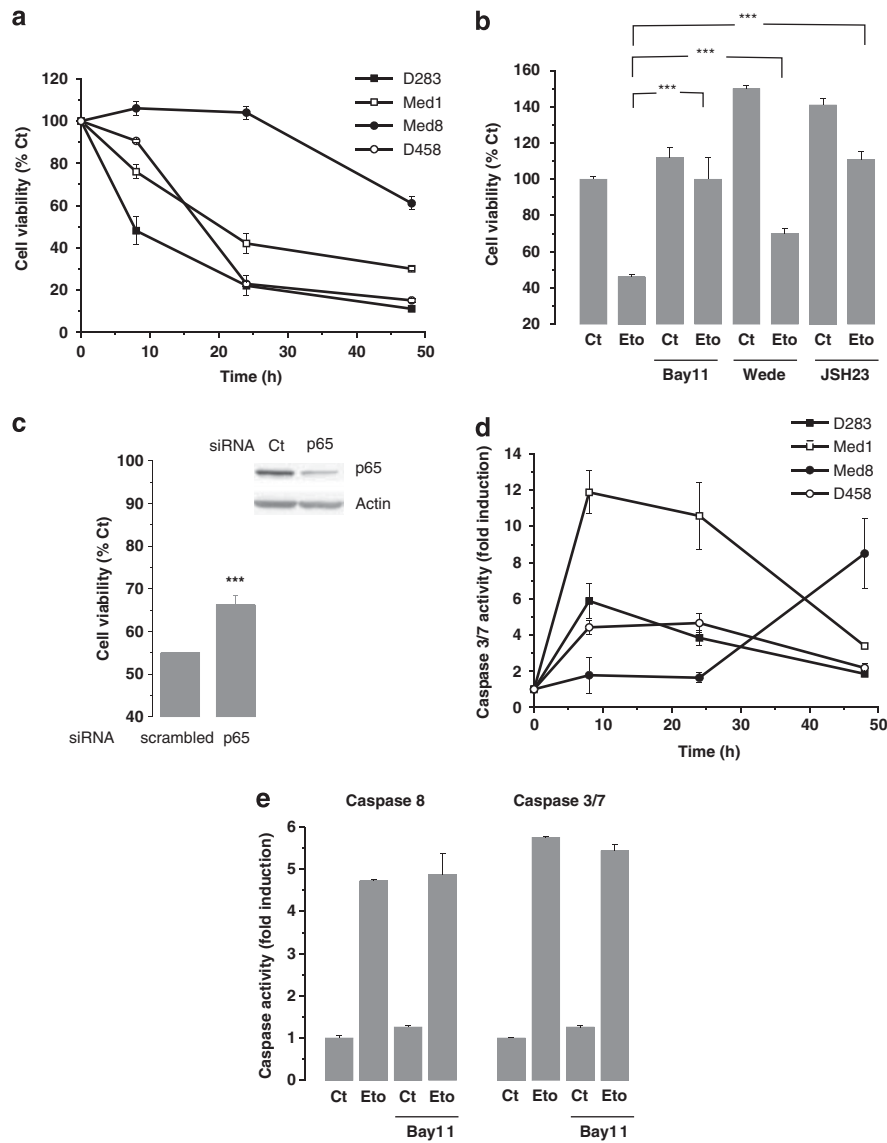 a
Cell viability (% Ct)
120
100
80
60
40
20
0
0 10 20 30 40 50
Time (h)
D283
Med1
Med8
D458
b
Cell viability (% Ct)
160
140
120
100
80
60
40
20
***
***
***
Ct Eto Ct Eto Ct Eto Ct Eto
Bay11 Wede JSH23
c
Cell viability (% Ct)
100
90
80
70
60
50
40
siRNA Ct p65
p65
Actin
***
siRNA scrambled p65
d
Caspase 3/7 activity (fold induction)
14
12
10
8
6
4
2
0
0 10 20 30 40 50
Time (h)
D283
Med1
Med8
D458
e
Caspase 8 Caspase 3/7
Caspase activity (fold induction)
6
5
4
3
2
1
0
Ct Eto Ct Eto Ct Eto Ct Eto
Bay11 Bay11